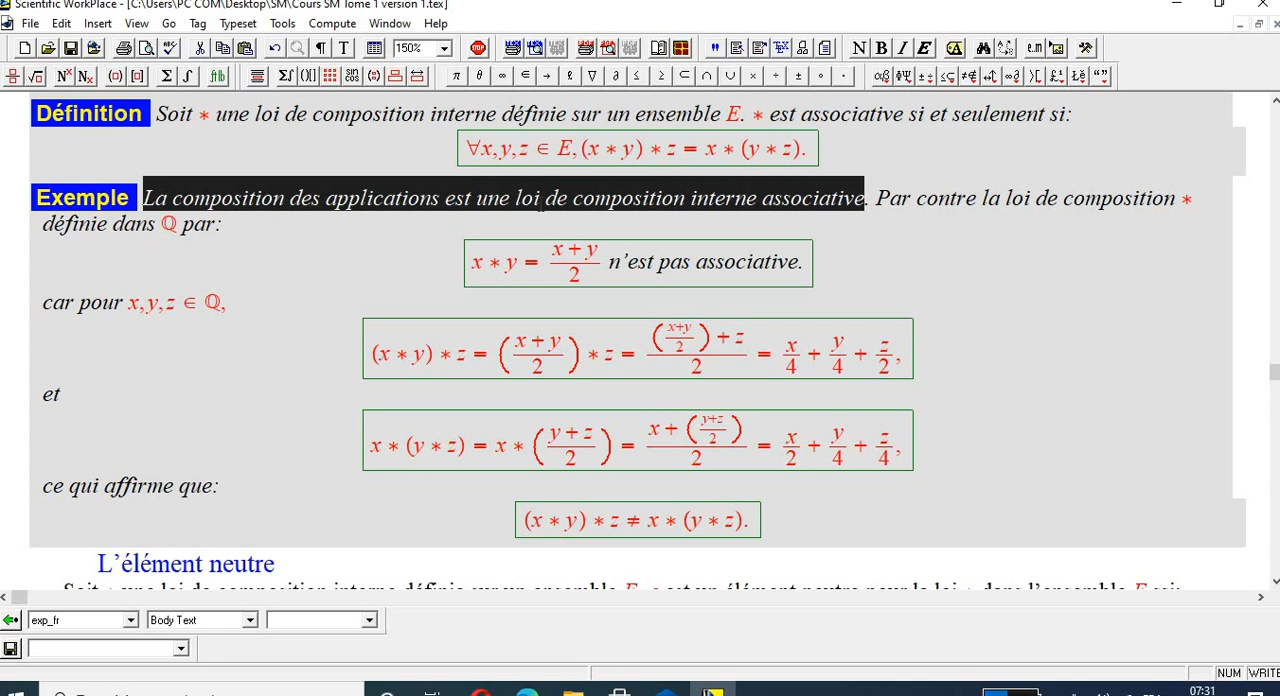 Scientific WorkPlace - [C:\Users\PC COM\Desktop\SM\Cours SM Tome 1 version 1.tex]
File Edit Insert View Go Tag Typeset Tools Compute Window Help
150%
Définition Soit * une loi de composition interne définie sur un ensemble E. * est associative si et seulement si:
∀x,y,z ∈ E,(x * y) * z = x * (y * z).
Exemple La composition des applications est une loi de composition interne associative. Par contre la loi de composition *
définie dans ℚ par:
x * y = (x + y)/2 n'est pas associative.
car pour x,y,z ∈ ℚ,
(x * y) * z = ((x + y)/2) * z = (((x+y)/2) + z)/2 = x/4 + y/4 + z/2,
et
x * (y * z) = x * ((y + z)/2) = (x + ((y+z)/2))/2 = x/2 + y/4 + z/4,
ce qui affirme que:
(x * y) * z ≠ x * (y * z).
L'élément neutre
exp_fr Body Text
NUM WRITE
07:31